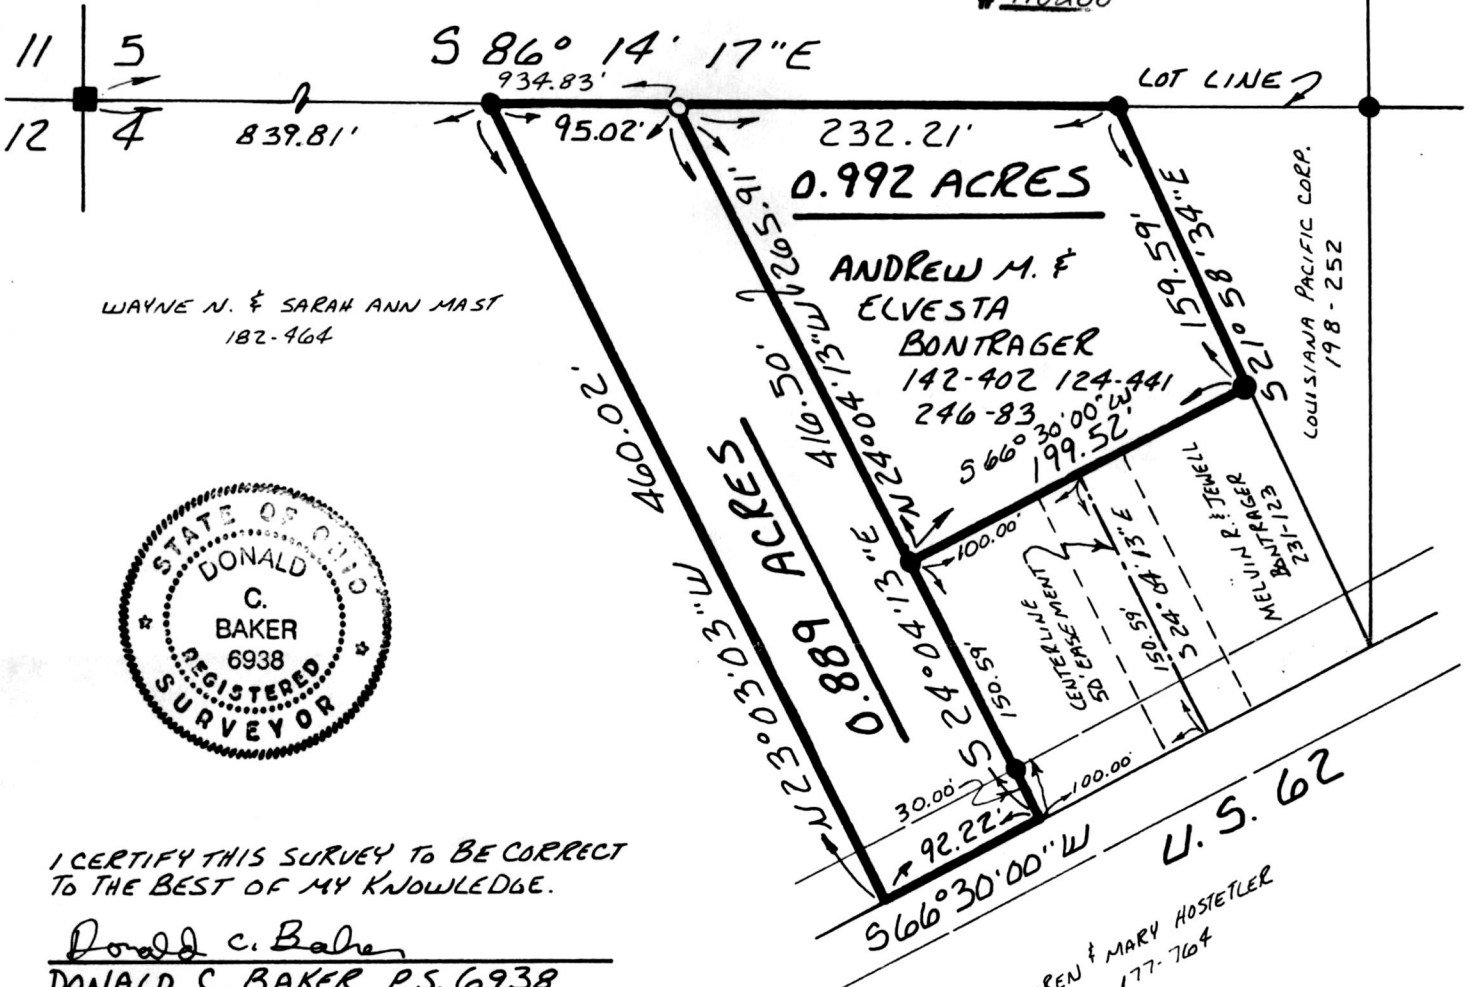 11 5
12 4
S 86° 14' 17"E
934.83'
839.81'
95.02'
232.21'
LOT LINE
0.992 ACRES
ANDREW M. &
ELVESTA
BONTRAGER
142-402 124-441
246-83
N 24°04'13"W 265.91'
416.50'
159.59'
S 21° 58' 34"E
LOUISIANA PACIFIC CORP.
198-252
WAYNE N. & SARAH ANN MAST
182-464
460.02'
N 23°03'03"W
0.889 ACRES
S 66° 30'00"W
199.52'
100.00'
S 24°04'13"E
150.59'
CENTERLINE
50' EASEMENT
150.59'
S 24° 04' 13" E
MELVIN R. & JEWELL
BONTRAGER
231-123
30.00'
92.22'
100.00'
S66°30'00"W
U.S. 62
& MARY HOSTETLER
177-764
STATE OF OHIO
DONALD
C.
BAKER
6938
REGISTERED
SURVEYOR
I CERTIFY THIS SURVEY TO BE CORRECT
TO THE BEST OF MY KNOWLEDGE.
Donald C. Baker
DONALD C. BAKER P.S. 6938